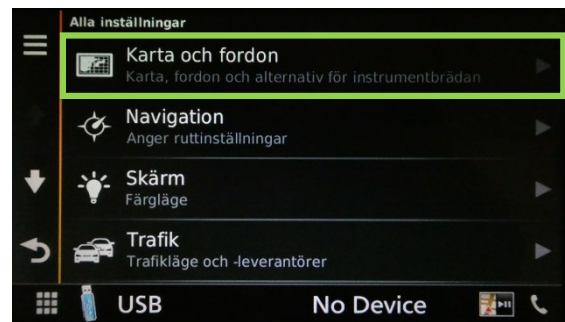 Alla inställningar
Karta och fordon
Karta, fordon och alternativ för instrumentbrädan
Navigation
Anger ruttinställningar
Skärm
Färgläge
Trafik
Trafikläge och -leverantörer
USB No Device